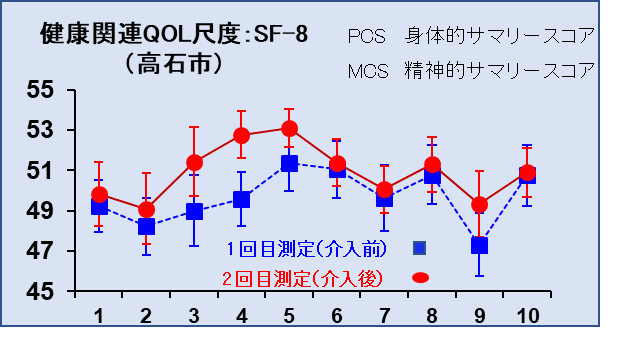 健康関連QOL尺度:SF-8
(高石市)
PCS 身体的サマリースコア
MCS 精神的サマリースコア
55
53
51
49
47
45
1回目測定(介入前)
2回目測定(介入後)
1 2 3 4 5 6 7 8 9 10